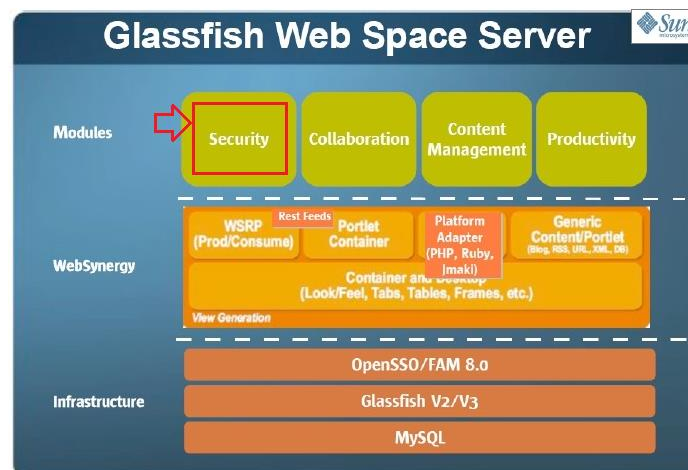 Glassfish Web Space Server
Sun
microsystems
Modules
Security
Collaboration
Content
Management
Productivity
WebSynergy
WSRP
(Prod/Consume)
Rest Feeds
Portlet
Container
Platform
Adapter
(PHP, Ruby,
Jmaki)
Generic
Content/Portlet
(Blog, RSS, URL, XML, DB)
Container and Desktop
(Look/Feel, Tabs, Tables, Frames, etc.)
View Generation
Infrastructure
OpenSSO/FAM 8.0
Glassfish V2/V3
MySQL